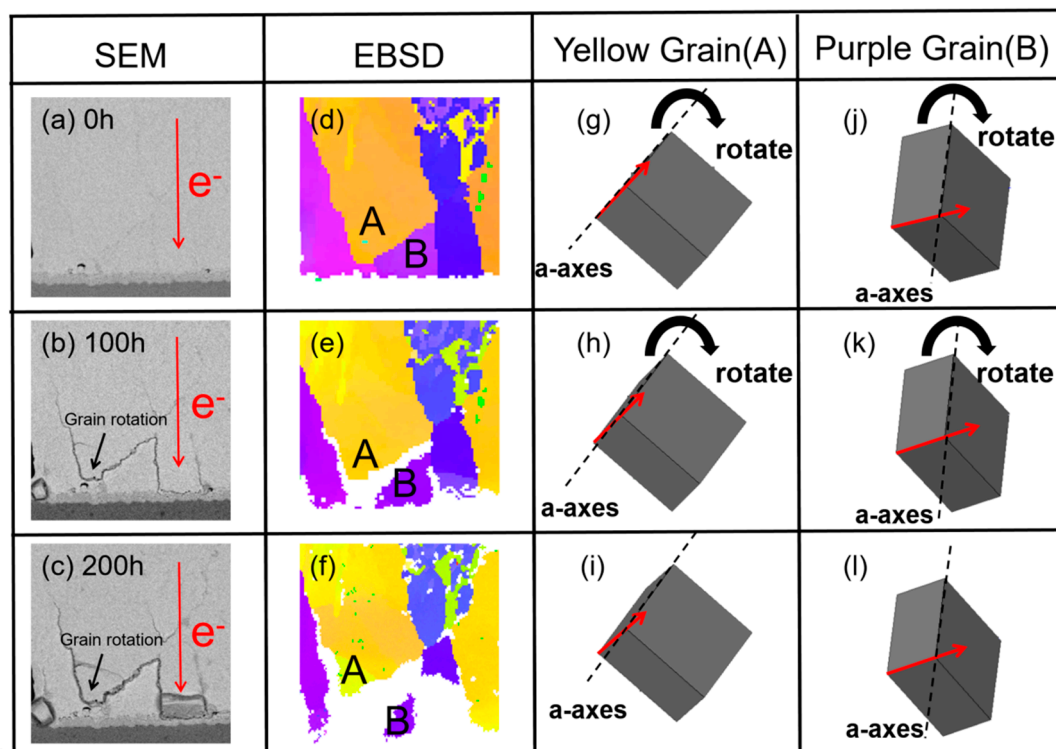 SEM
EBSD
Yellow Grain(A)
Purple Grain(B)
(a) 0h
e-
(d)
A
B
(g)
rotate
a-axes
(j)
rotate
a-axes
(b) 100h
e-
Grain rotation
(e)
A
B
(h)
rotate
a-axes
(k)
rotate
a-axes
(c) 200h
e-
Grain rotation
(f)
A
B
(i)
a-axes
(l)
a-axes